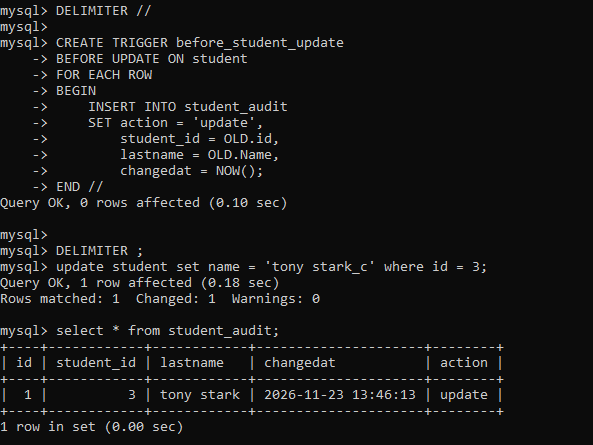 mysql> DELIMITER //
mysql>
mysql> CREATE TRIGGER before_student_update
    -> BEFORE UPDATE ON student
    -> FOR EACH ROW
    -> BEGIN
    ->     INSERT INTO student_audit
    ->     SET action = 'update',
    ->         student_id = OLD.id,
    ->         lastname = OLD.Name,
    ->         changedat = NOW();
    -> END //
Query OK, 0 rows affected (0.10 sec)
mysql>
mysql> DELIMITER ;
mysql> update student set name = 'tony stark_c' where id = 3;
Query OK, 1 row affected (0.18 sec)
Rows matched: 1  Changed: 1  Warnings: 0
mysql> select * from student_audit;
+----+------------+------------+---------------------+--------+
| id | student_id | lastname   | changedat           | action |
+----+------------+------------+---------------------+--------+
|  1 |          3 | tony stark | 2026-11-23 13:46:13 | update |
+----+------------+------------+---------------------+--------+
1 row in set (0.00 sec)